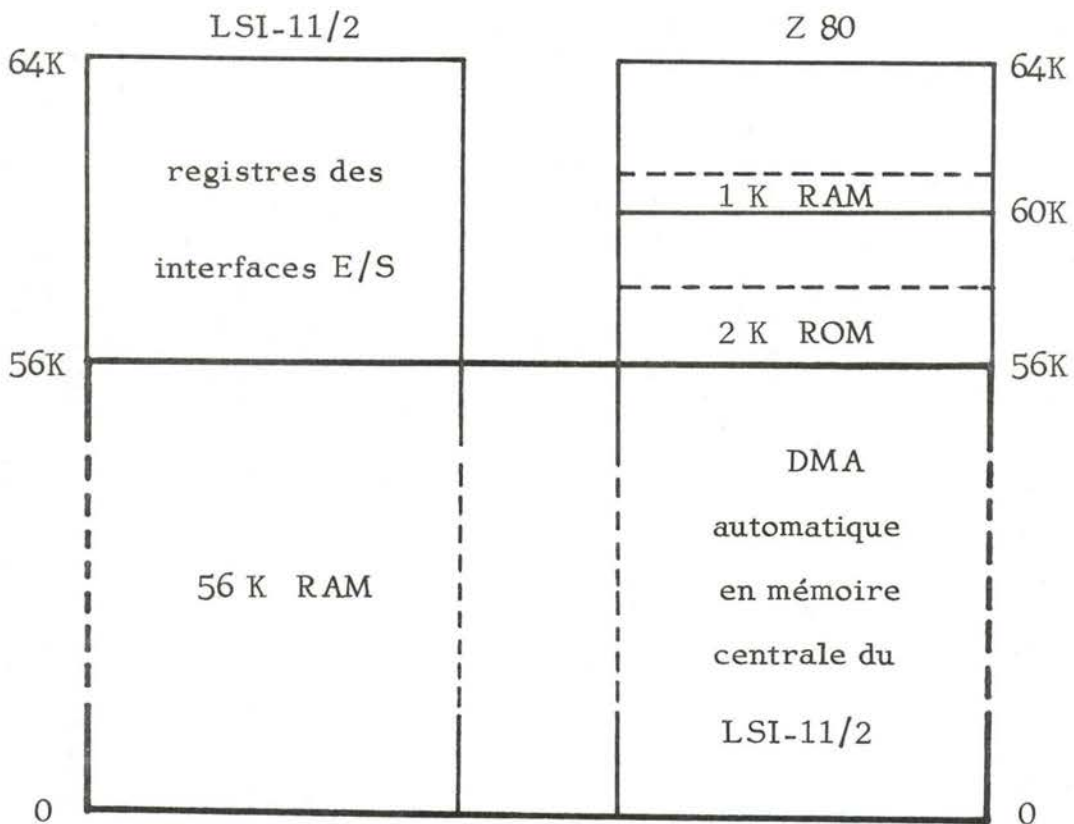 LSI-11/2
Z 80
64K
64K
registres des
1 K RAM
60K
interfaces E/S
2 K ROM
56K
56K
DMA
automatique
56 K RAM
en mémoire
centrale du
LSI-11/2
0
0